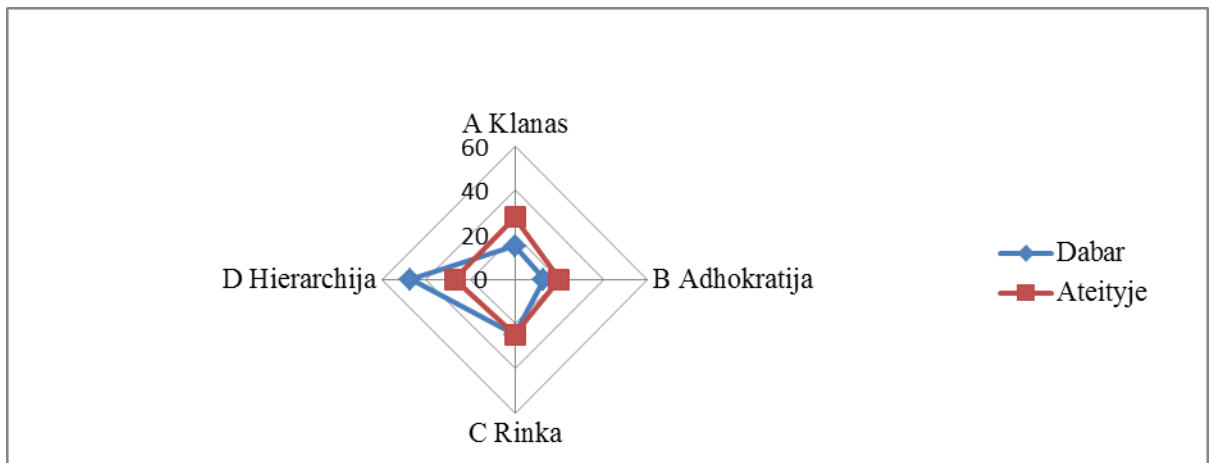 A Klanas
60
40
20
0
D Hierarchija
B Adhokratija
C Rinka
Dabar
Ateityje